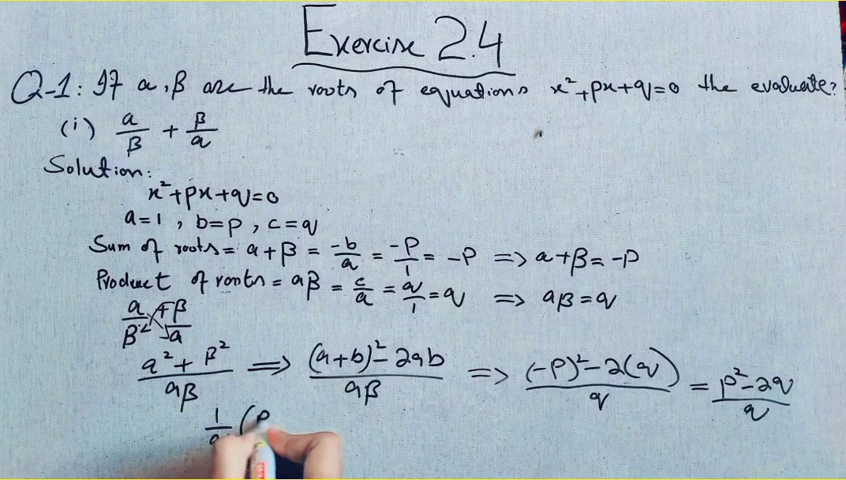 Exercise 2.4
Q-1: If α, β are the roots of equations x²+px+q=0 the evaluate?
(i) α/β + β/α
Solution:
x²+px+q=0
a=1, b=p, c=q
Sum of roots = α+β = -b/a = -p/1 = -p ⇒ α+β = -p
Product of roots = αβ = c/a = q/1 = q ⇒ αβ = q
α/β + β/α
α²+β²/αβ ⇒ (a+b)²-2ab/αβ ⇒ (-p)²-2(q)/q = p²-2q/q
1/q (p